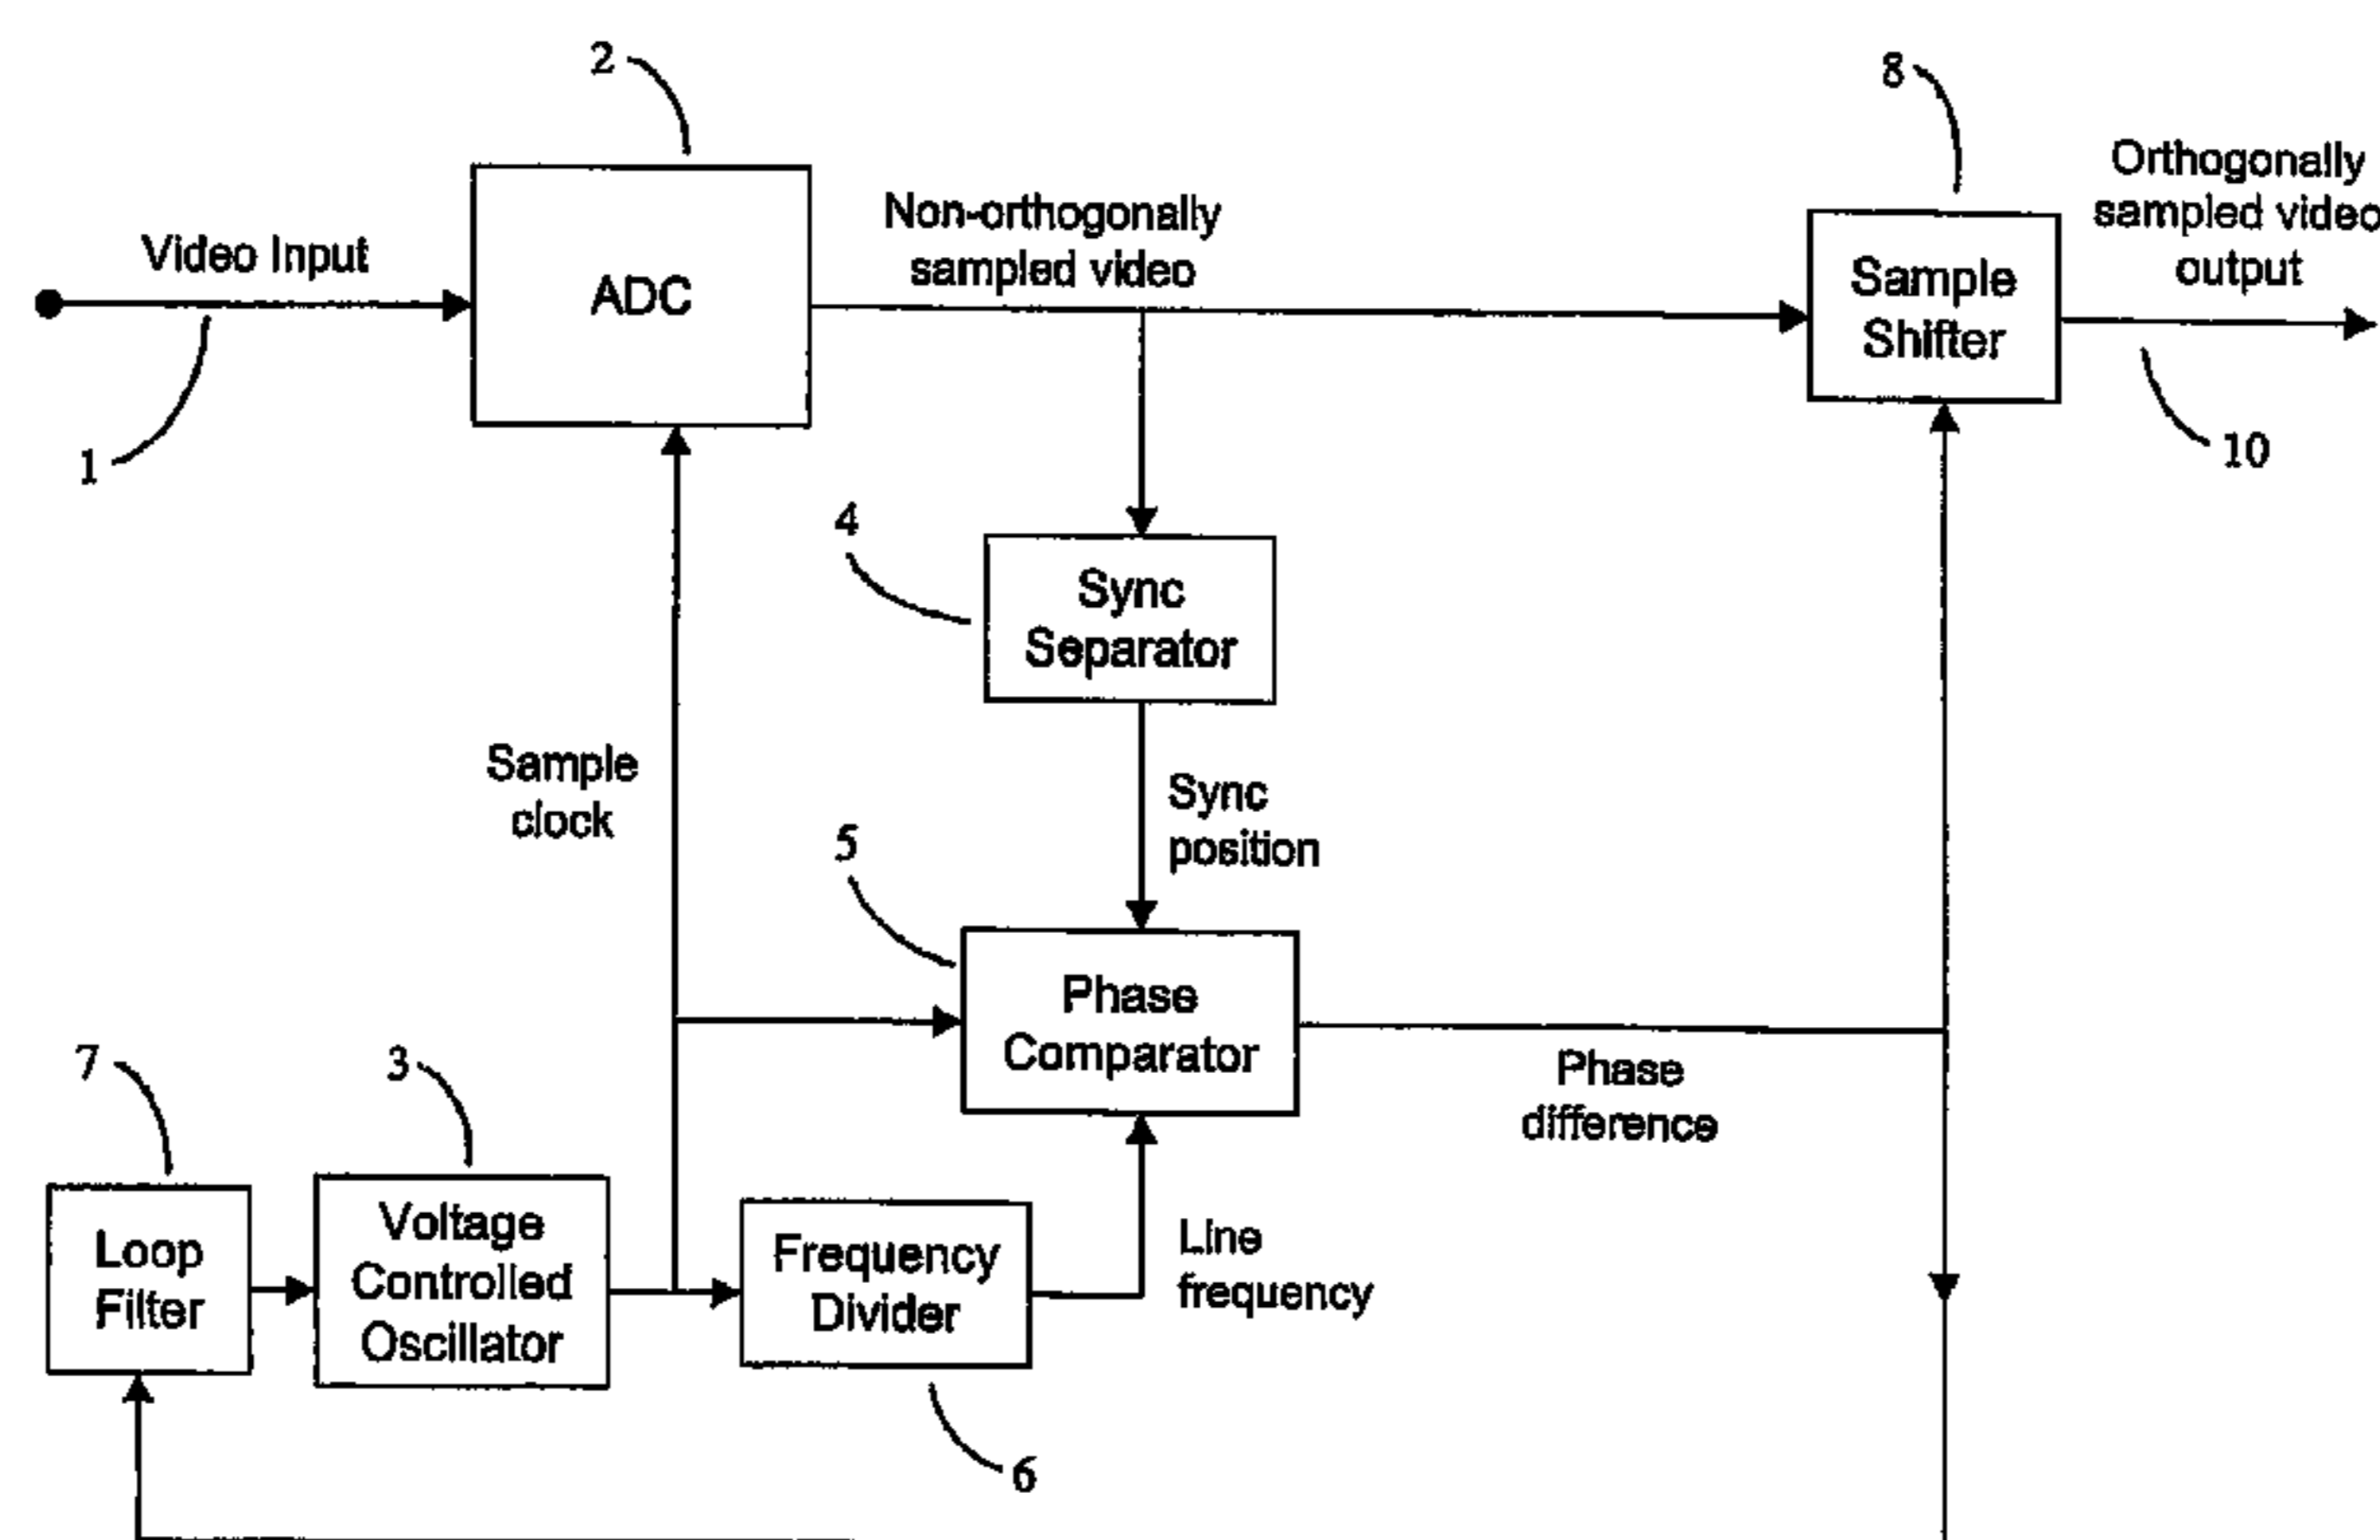 2
8
Video Input
ADC
Non-orthogonally
sampled video
Sample
Shifter
Orthogonally
sampled video
output
1
10
4
Sync
Separator
Sample
clock
Sync
position
5
Phase
Comparator
Phase
difference
7
3
Loop
Filter
Voltage
Controlled
Oscillator
Frequency
Divider
Line
frequency
6